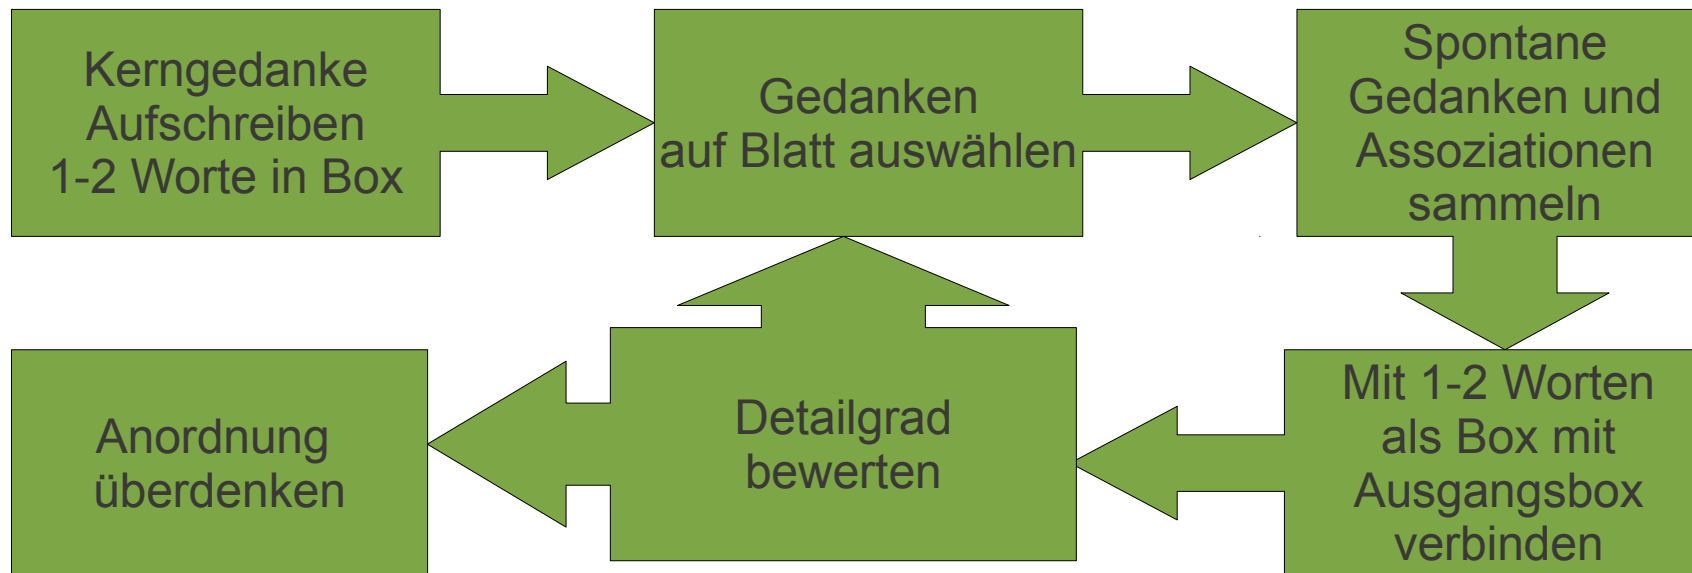 Kerngedanke
Aufschreiben
1-2 Worte in Box
Gedanken
auf Blatt auswählen
Spontane
Gedanken und
Assoziationen
sammeln
Mit 1-2 Worten
als Box mit
Ausgangsbox
verbinden
Detailgrad
bewerten
Anordnung
überdenken